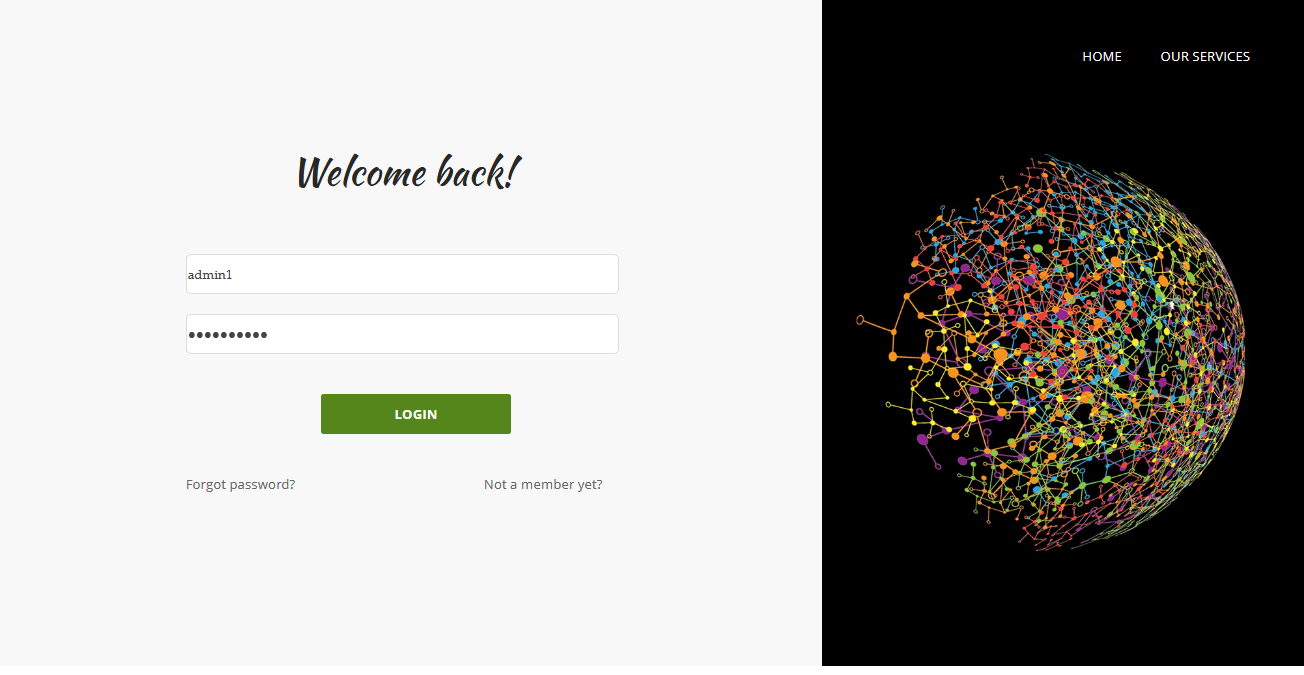 HOME OUR SERVICES
Welcome back!
admin1
••••••••••
LOGIN
Forgot password? Not a member yet?